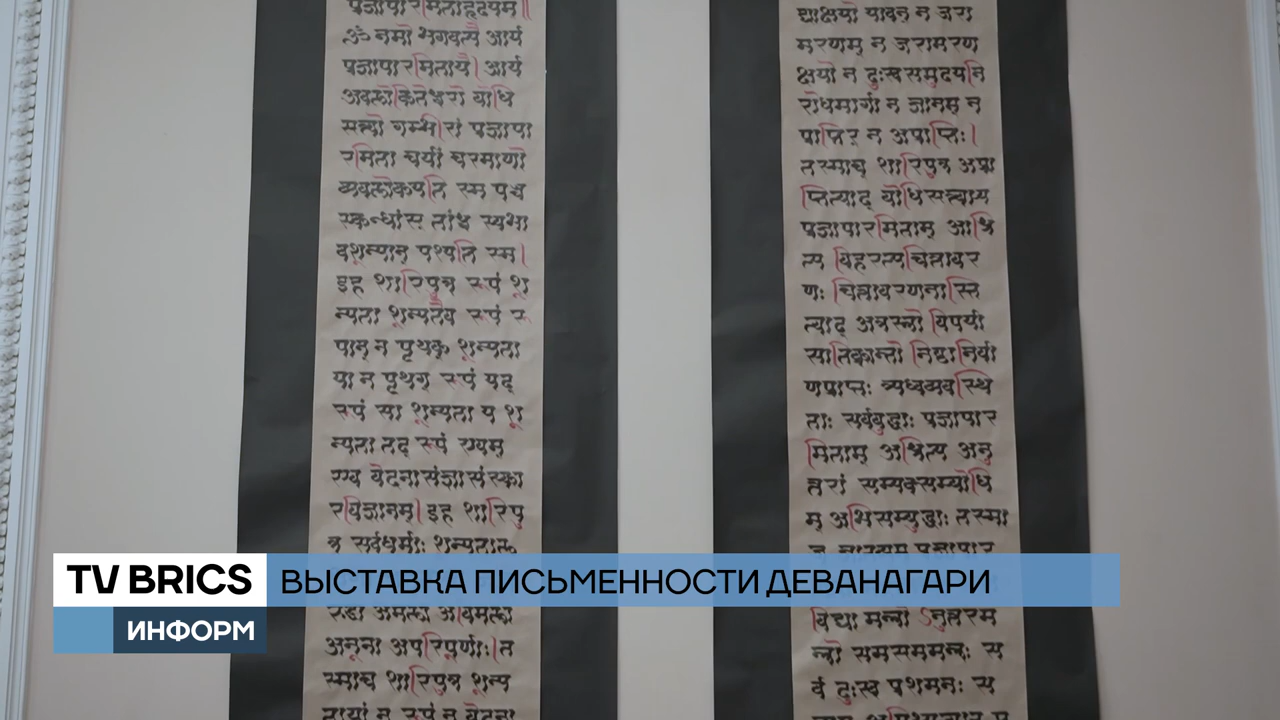 प्रज्ञापारमिताहृदयम्॥
ॐ नमो भगवत्यै आर्य
प्रज्ञापारमितायै। आर्य
अवलोकितेश्वरो बोधि
सत्त्वो गम्भीरां प्रज्ञापा
रमिता चर्यां चरमाणो
व्यवलोकयति स्म पञ्च
स्कन्धांस तांश्च स्वभा
वशून्यान् पश्यति स्म।
इह शारिपुत्र रूपं शू
न्यता शून्यतैव रूपं रू
पान् न पृथक् शून्यता
या न पृथग् रूपं यद्
रूपं सा शून्यता य शू
न्यता तद् रूपं एवम्
एव वेदनासंज्ञासंस्का
रविज्ञानम्। इह शारिपु
त्र सर्वधर्माः शून्यताल
अमला अविमला
अनूना अपरिपूर्णाः। त
स्माच शारिपुत्र शून्य
तायां न रूपं न वेदना
क्षयो यावन् न जरा
मरणम् न जरामरण
क्षयो न दुःखसमुदयनि
रोधमार्गा न ज्ञानम् न
प्राप्तिर् न अप्राप्तिः।
तस्माच शारिपुत्र अप्रा
प्तित्वाद् बोधिसत्त्वाय
प्रज्ञापारमिताम् आश्रि
त्य विहरत्यचित्तावर
णः चित्तावरणनास्ति
त्वाद् अत्रस्तो विपर्या
सातिक्रान्तो निष्ठानिर्वा
णप्राप्तः त्र्यध्वव्यवस्थि
ताः सर्वबुद्धाः प्रज्ञापार
मिताम् आश्रित्य अनु
त्तरां सम्यक्सम्बोधि
म् अभिसम्बुद्धाः तस्मा
ज् ज्ञातव्यम् प्रज्ञापार
विद्या मन्त्रो ऽनुत्तरम
न्त्रो समसममन्त्रः स
र्व दुःख प्रशमनः स
TV BRICS
ВЫСТАВКА ПИСЬМЕННОСТИ ДЕВАНАГАРИ
ИНФОРМ